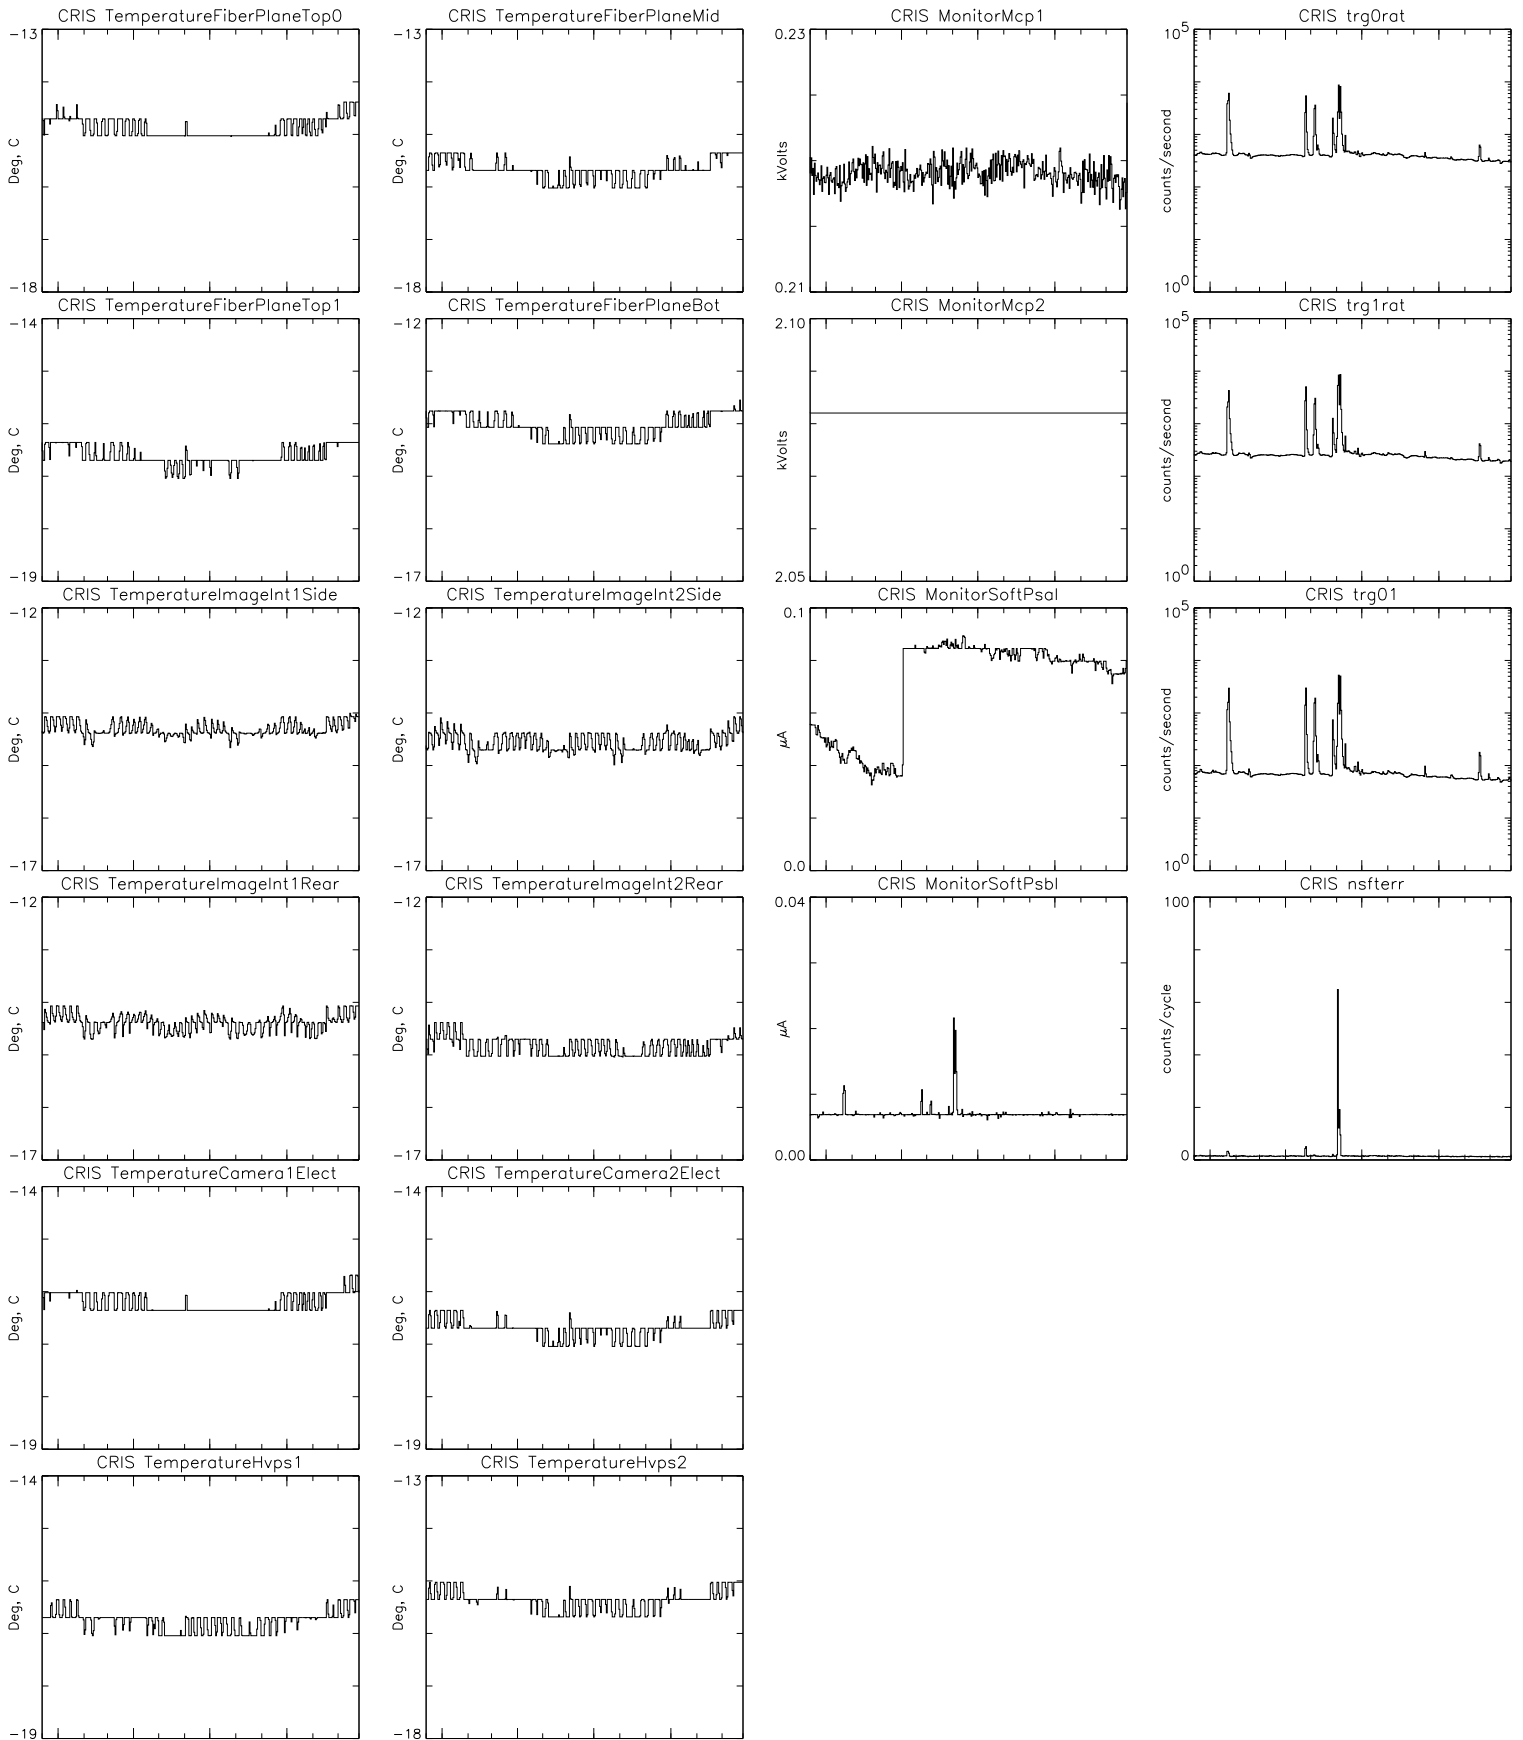 CRIS TemperatureFiberPlaneTop0
-13
Deg, C
-18
CRIS TemperatureFiberPlaneMid
-13
Deg, C
-18
CRIS MonitorMcp1
0.23
kVolts
0.21
CRIS trg0rat
10^5
counts/second
10^0
CRIS TemperatureFiberPlaneTop1
-14
Deg, C
-19
CRIS TemperatureFiberPlaneBot
-12
Deg, C
-17
CRIS MonitorMcp2
2.10
kVolts
2.05
CRIS trg1rat
10^5
counts/second
10^0
CRIS TemperatureImageInt1Side
-12
Deg, C
-17
CRIS TemperatureImageInt2Side
-12
Deg, C
-17
CRIS MonitorSoftPsaI
0.1
μA
0.0
CRIS trg01
10^5
counts/second
10^0
CRIS TemperatureImageInt1Rear
-12
Deg, C
-17
CRIS TemperatureImageInt2Rear
-12
Deg, C
-17
CRIS MonitorSoftPsbI
0.04
μA
0.00
CRIS nsfterr
100
counts/cycle
0
CRIS TemperatureCamera1Elect
-14
Deg, C
-19
CRIS TemperatureCamera2Elect
-14
Deg, C
-19
CRIS TemperatureHvps1
-14
Deg, C
-19
CRIS TemperatureHvps2
-13
Deg, C
-18